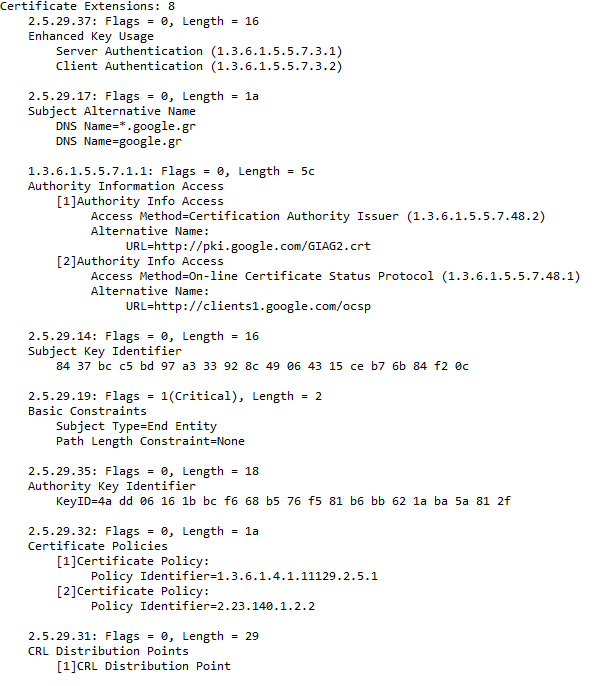 Certificate Extensions: 8
2.5.29.37: Flags = 0, Length = 16
Enhanced Key Usage
Server Authentication (1.3.6.1.5.5.7.3.1)
Client Authentication (1.3.6.1.5.5.7.3.2)
2.5.29.17: Flags = 0, Length = 1a
Subject Alternative Name
DNS Name=*.google.gr
DNS Name=google.gr
1.3.6.1.5.5.7.1.1: Flags = 0, Length = 5c
Authority Information Access
[1]Authority Info Access
Access Method=Certification Authority Issuer (1.3.6.1.5.5.7.48.2)
Alternative Name:
URL=http://pki.google.com/GIAG2.crt
[2]Authority Info Access
Access Method=On-line Certificate Status Protocol (1.3.6.1.5.5.7.48.1)
Alternative Name:
URL=http://clients1.google.com/ocsp
2.5.29.14: Flags = 0, Length = 16
Subject Key Identifier
84 37 bc c5 bd 97 a3 33 92 8c 49 06 43 15 ce b7 6b 84 f2 0c
2.5.29.19: Flags = 1(Critical), Length = 2
Basic Constraints
Subject Type=End Entity
Path Length Constraint=None
2.5.29.35: Flags = 0, Length = 18
Authority Key Identifier
KeyID=4a dd 06 16 1b bc f6 68 b5 76 f5 81 b6 bb 62 1a ba 5a 81 2f
2.5.29.32: Flags = 0, Length = 1a
Certificate Policies
[1]Certificate Policy:
Policy Identifier=1.3.6.1.4.1.11129.2.5.1
[2]Certificate Policy:
Policy Identifier=2.23.140.1.2.2
2.5.29.31: Flags = 0, Length = 29
CRL Distribution Points
[1]CRL Distribution Point